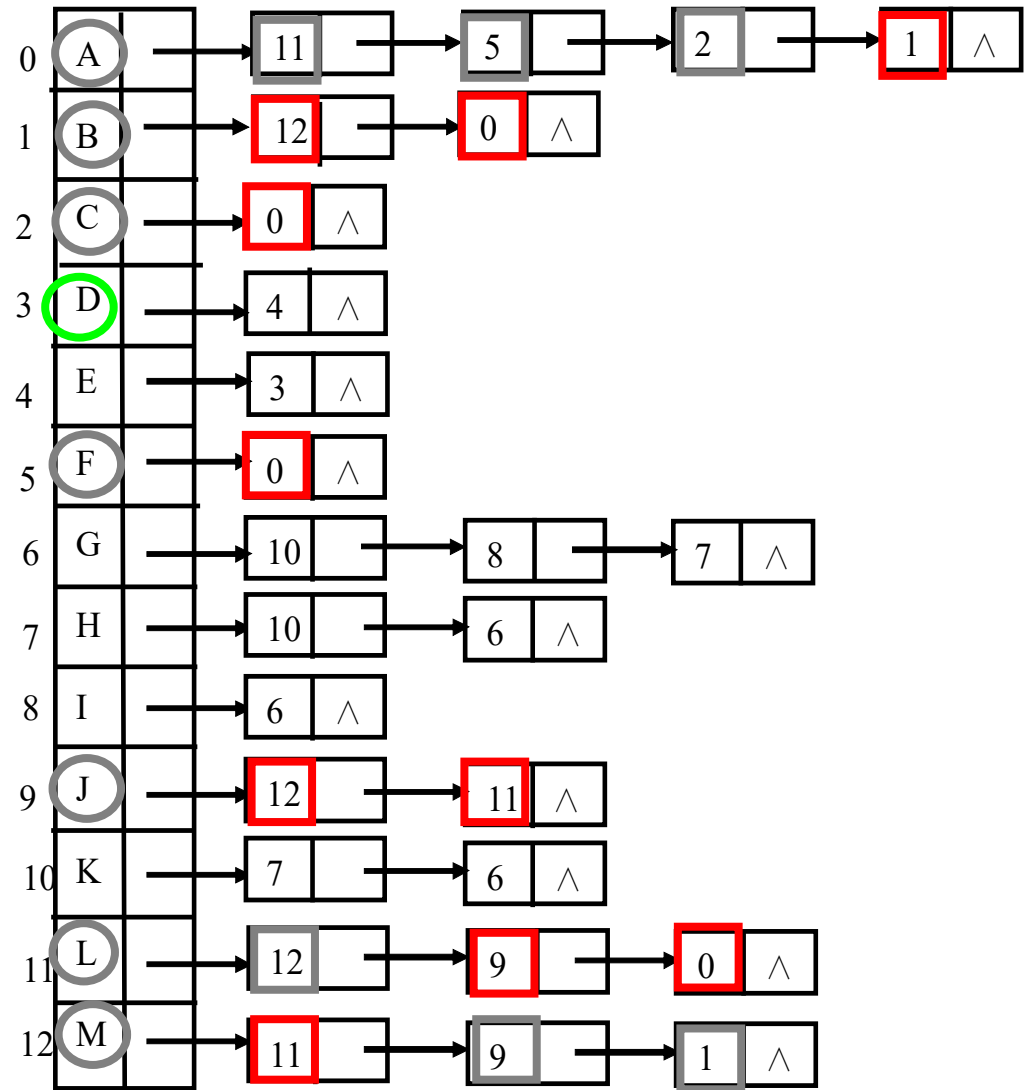 0 A 11 5 2 1 ∧
1 B 12 0 ∧
2 C 0 ∧
3 D 4 ∧
4 E 3 ∧
5 F 0 ∧
6 G 10 8 7 ∧
7 H 10 6 ∧
8 I 6 ∧
9 J 12 11 ∧
10 K 7 6 ∧
11 L 12 9 0 ∧
12 M 11 9 1 ∧